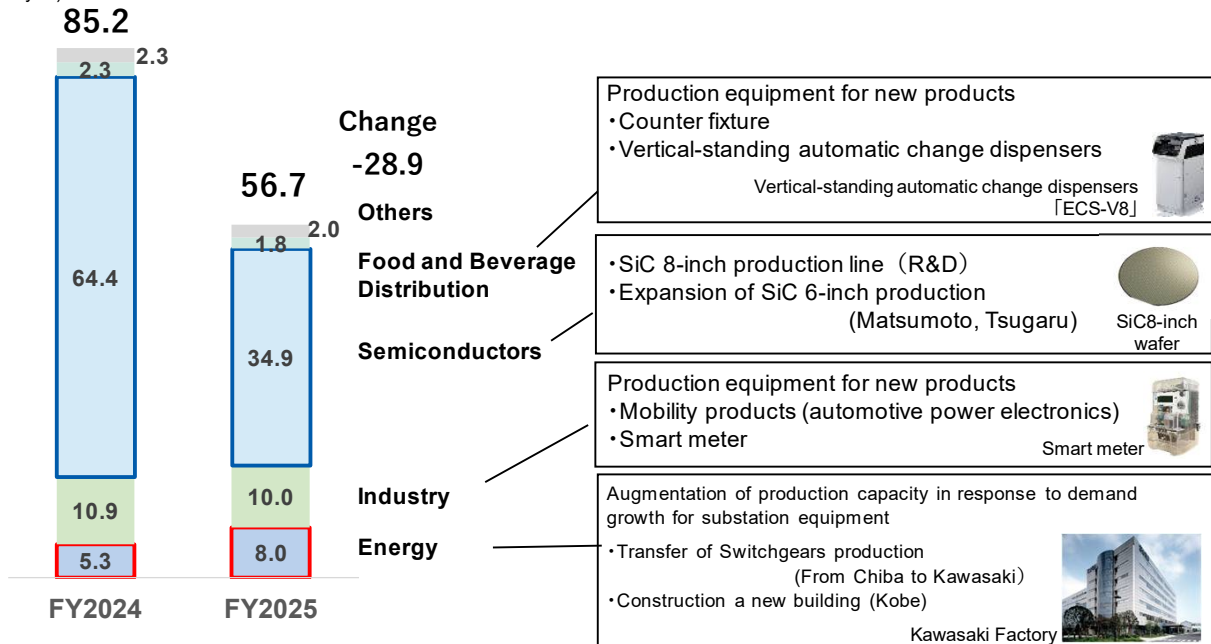 85.2
2.3
2.3
64.4
10.9
5.3
FY2024
56.7
2.0
1.8
34.9
10.0
8.0
FY2025
Change
-28.9
Others
Food and Beverage
Distribution
Semiconductors
Industry
Energy
Production equipment for new products
・Counter fixture
・Vertical-standing automatic change dispensers
Vertical-standing automatic change dispensers
「ECS-V8」
・SiC 8-inch production line（R&D）
・Expansion of SiC 6-inch production
(Matsumoto, Tsugaru)
SiC8-inch
wafer
Production equipment for new products
・Mobility products (automotive power electronics)
・Smart meter
Smart meter
Augmentation of production capacity in response to demand
growth for substation equipment
・Transfer of Switchgears production
(From Chiba to Kawasaki）
・Construction a new building (Kobe)
Kawasaki Factory